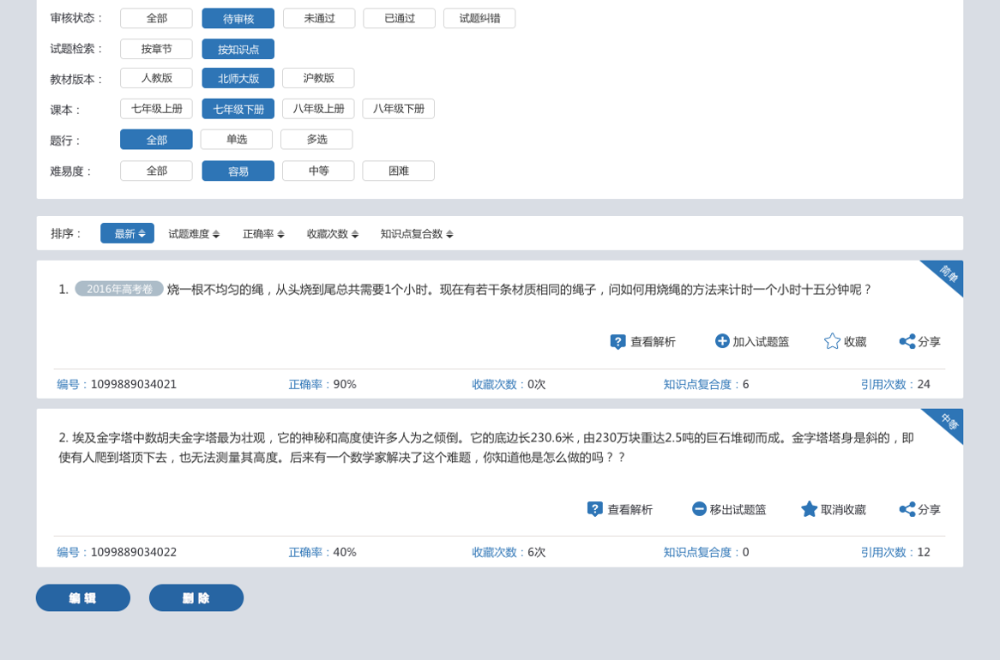 审核状态： 全部 待审核 未通过 已通过 试题纠错
试题检索： 按章节 按知识点
教材版本： 人教版 北师大版 沪教版
课本： 七年级上册 七年级下册 八年级上册 八年级下册
题行： 全部 单选 多选
难易度： 全部 容易 中等 困难
排序： 最新 试题难度 正确率 收藏次数 知识点复合数
简单
1. 2016年高考卷 烧一根不均匀的绳，从头烧到尾总共需要1个小时。现在有若干条材质相同的绳子，问如何用烧绳的方法来计时一个小时十五分钟呢？
查看解析 加入试题篮 收藏 分享
编号：1099889034021 正确率：90% 收藏次数：0次 知识点复合度：6 引用次数：24
中等
2. 埃及金字塔中数胡夫金字塔最为壮观，它的神秘和高度使许多人为之倾倒。它的底边长230.6米，由230万块重达2.5吨的巨石堆砌而成。金字塔塔身是斜的，即
使有人爬到塔顶下去，也无法测量其高度。后来有一个数学家解决了这个难题，你知道他是怎么做的吗？？
查看解析 移出试题篮 取消收藏 分享
编号：1099889034022 正确率：40% 收藏次数：6次 知识点复合度：0 引用次数：12
编辑 删除